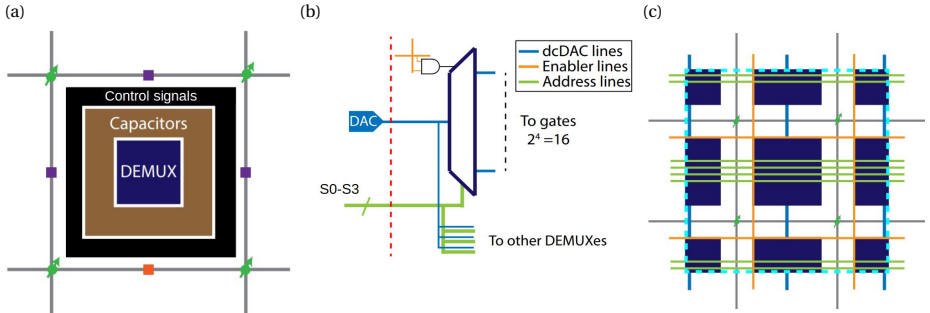 (a)
Control signals
Capacitors
DEMUX
(b)
dcDAC lines
Enabler lines
Address lines
DAC
To gates
2⁴ =16
S0-S3
To other DEMUXes
(c)